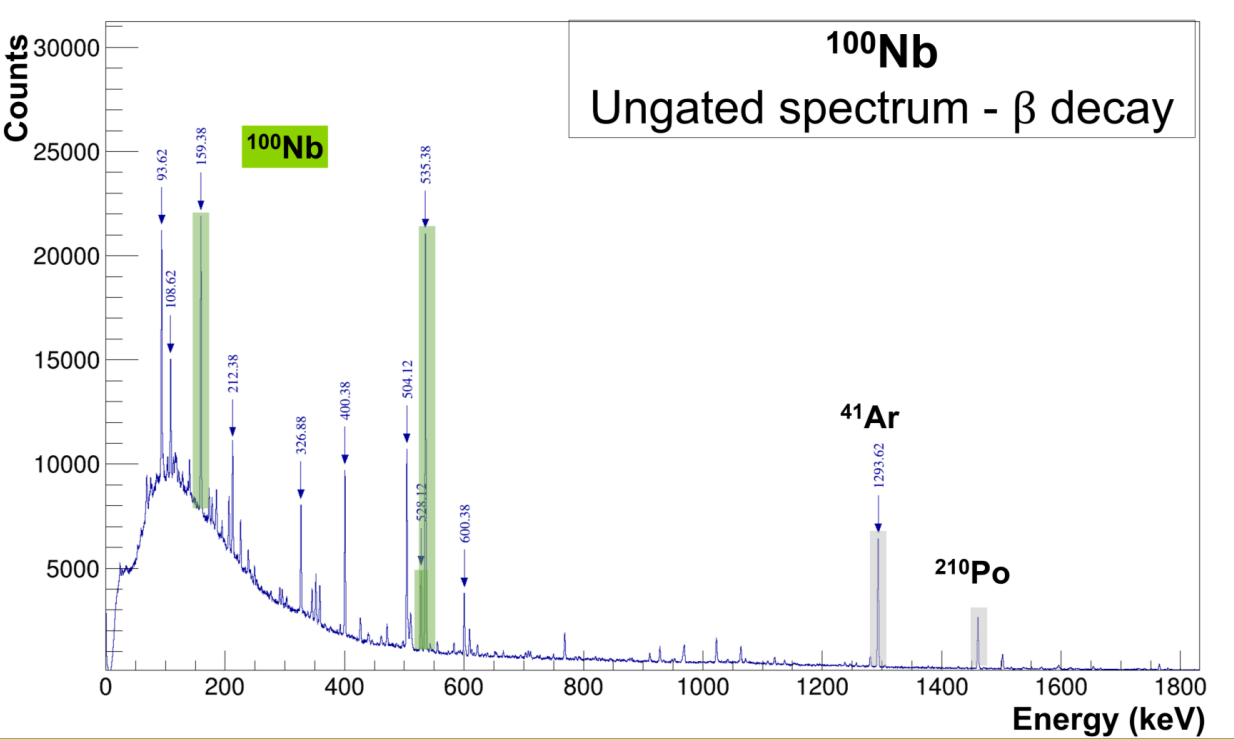 ¹⁰⁰Nb
Ungated spectrum - β decay
Counts
30000
25000
20000
15000
10000
5000
¹⁰⁰Nb
93.62
108.62
159.38
212.38
326.88
400.38
504.12
528.12
535.38
600.38
⁴¹Ar
1293.62
²¹⁰Po
0 200 400 600 800 1000 1200 1400 1600 1800
Energy (keV)